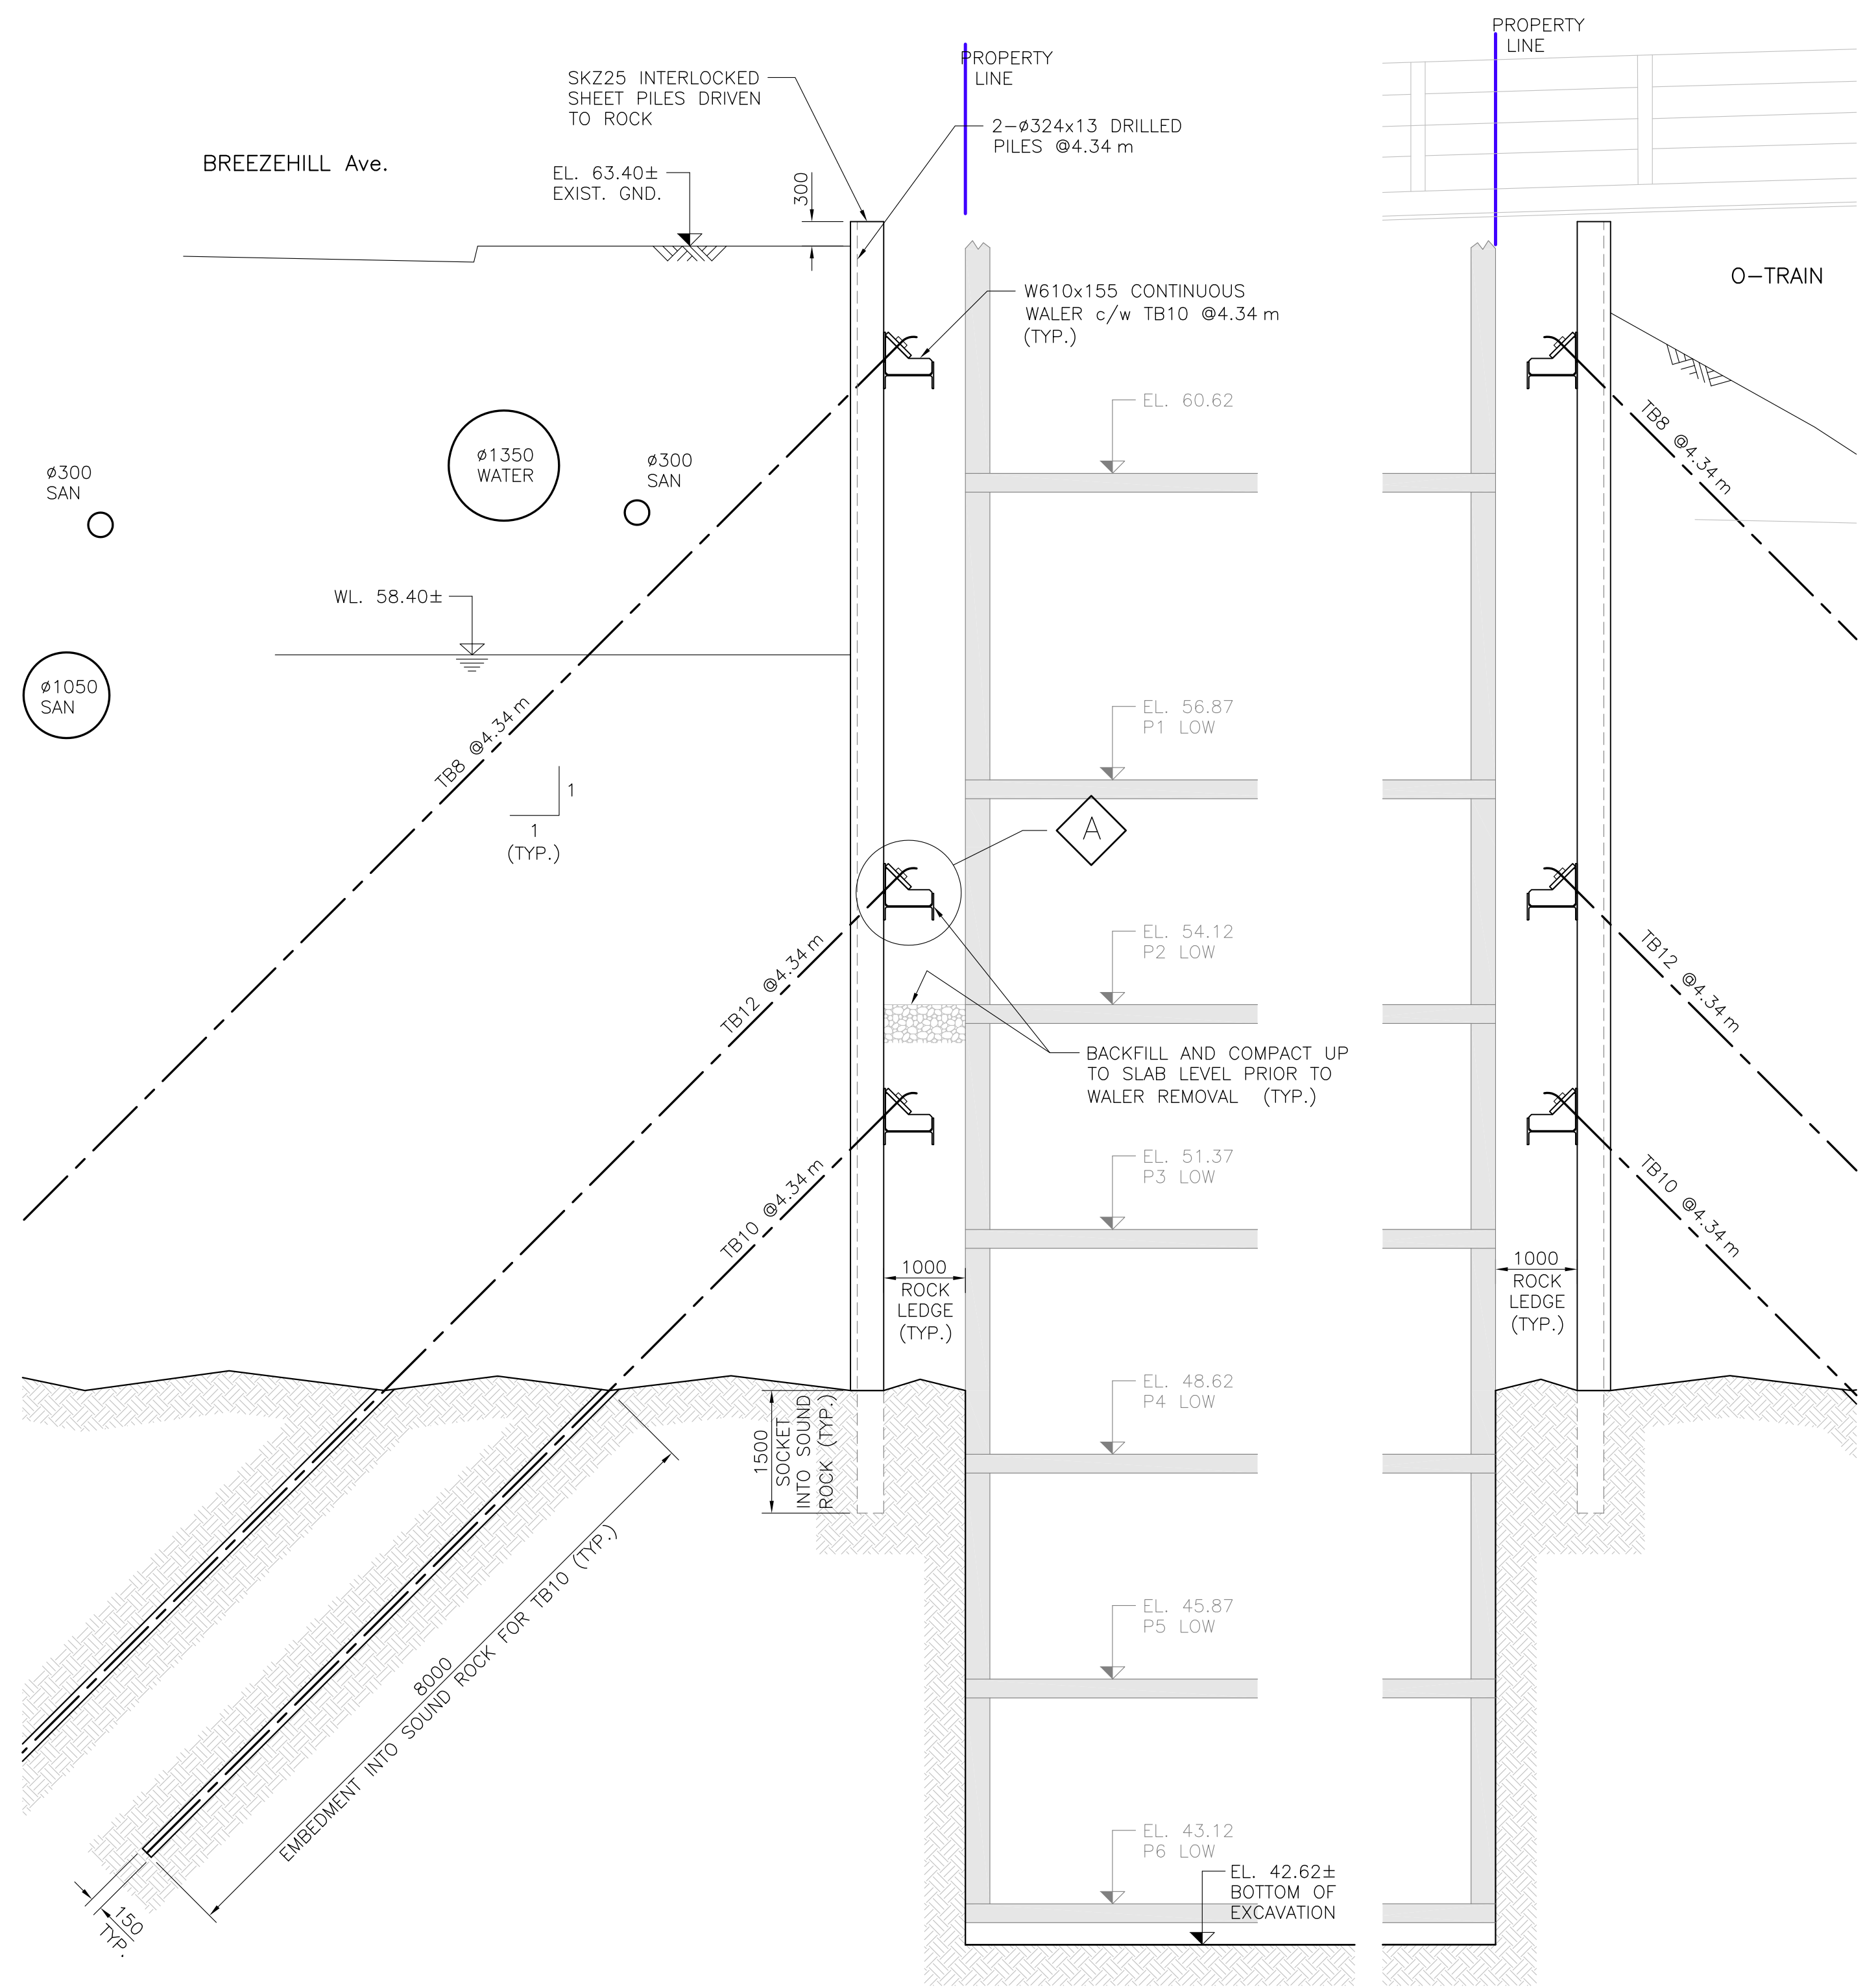 PROPERTY
LINE
PROPERTY
LINE
SKZ25 INTERLOCKED
SHEET PILES DRIVEN
TO ROCK
2-ø324x13 DRILLED
PILES @4.34 m
BREEZEHILL Ave.
EL. 63.40±
EXIST. GND.
300
O-TRAIN
W610x155 CONTINUOUS
WALER c/w TB10 @4.34 m
(TYP.)
EL. 60.62
TB8 @4.34 m
ø300
SAN
ø1350
WATER
ø300
SAN
WL. 58.40±
ø1050
SAN
TB8 @4.34 m
EL. 56.87
P1 LOW
1
1
(TYP.)
A
EL. 54.12
P2 LOW
TB12 @4.34 m
TB12 @4.34 m
BACKFILL AND COMPACT UP
TO SLAB LEVEL PRIOR TO
WALER REMOVAL (TYP.)
EL. 51.37
P3 LOW
TB10 @4.34 m
TB10 @4.34 m
1000
ROCK
LEDGE
(TYP.)
1000
ROCK
LEDGE
(TYP.)
EL. 48.62
P4 LOW
1500
SOCKET
INTO SOUND
ROCK (TYP.)
8000
EMBEDMENT INTO SOUND ROCK FOR TB10 (TYP.)
EL. 45.87
P5 LOW
EL. 43.12
P6 LOW
EL. 42.62±
BOTTOM OF
EXCAVATION
150
TYP.